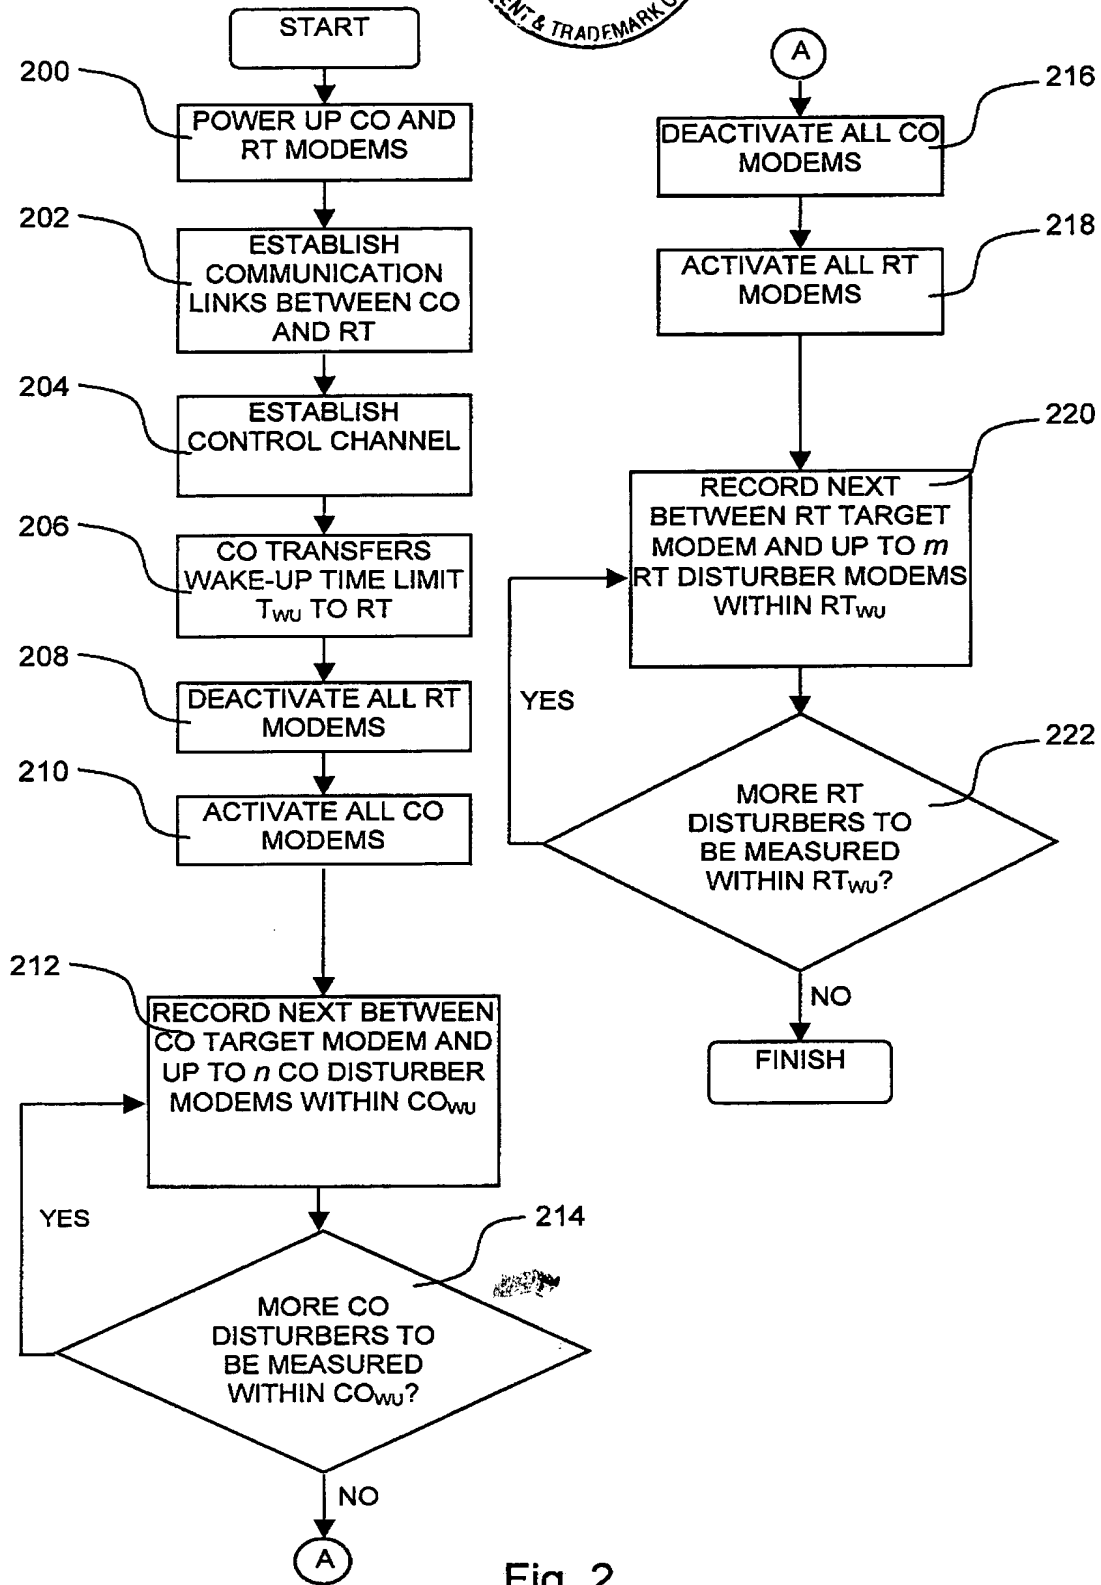 ENT & TRADEMARK
START
200
POWER UP CO AND
RT MODEMS
202
ESTABLISH
COMMUNICATION
LINKS BETWEEN CO
AND RT
204
ESTABLISH
CONTROL CHANNEL
206
CO TRANSFERS
WAKE-UP TIME LIMIT
TWU TO RT
208
DEACTIVATE ALL RT
MODEMS
210
ACTIVATE ALL CO
MODEMS
212
RECORD NEXT BETWEEN
CO TARGET MODEM AND
UP TO n CO DISTURBER
MODEMS WITHIN COWU
YES
214
MORE CO
DISTURBERS TO
BE MEASURED
WITHIN COWU?
NO
A
A
216
DEACTIVATE ALL CO
MODEMS
218
ACTIVATE ALL RT
MODEMS
220
RECORD NEXT
BETWEEN RT TARGET
MODEM AND UP TO m
RT DISTURBER MODEMS
WITHIN RTWU
YES
222
MORE RT
DISTURBERS TO
BE MEASURED
WITHIN RTWU?
NO
FINISH
Fig. 2